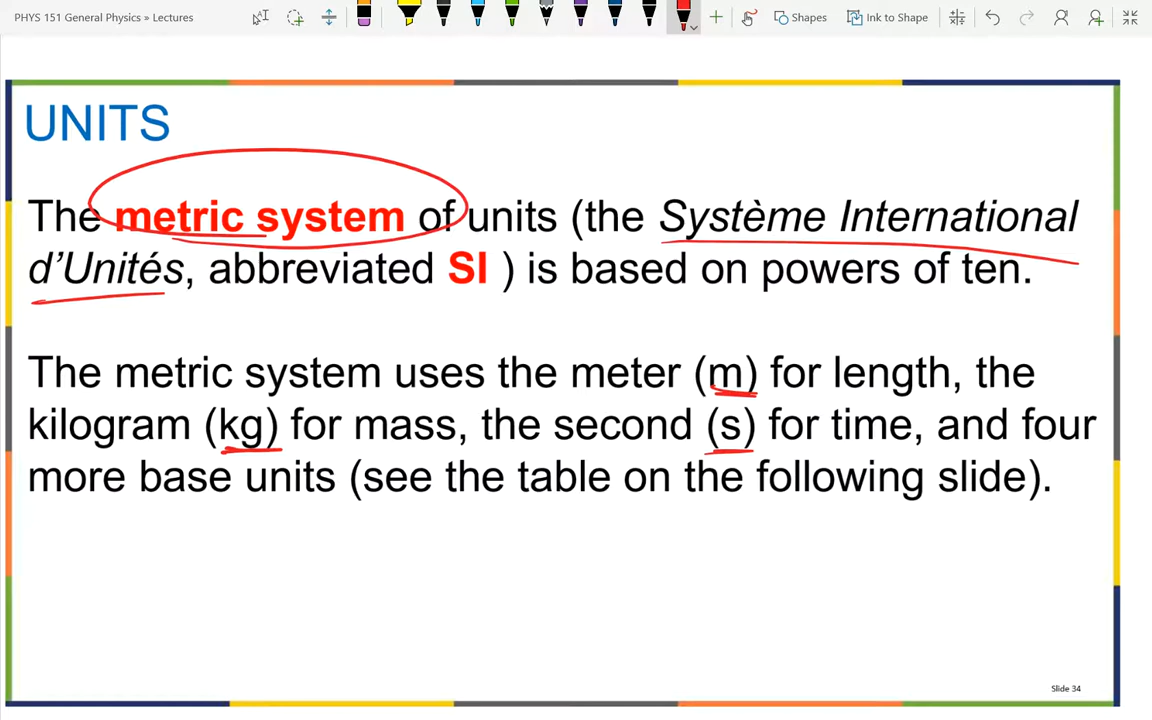 PHYS 151 General Physics » Lectures
Shapes
Ink to Shape
UNITS
The metric system of units (the Système International
d’Unités, abbreviated SI ) is based on powers of ten.
The metric system uses the meter (m) for length, the
kilogram (kg) for mass, the second (s) for time, and four
more base units (see the table on the following slide).
Slide 34